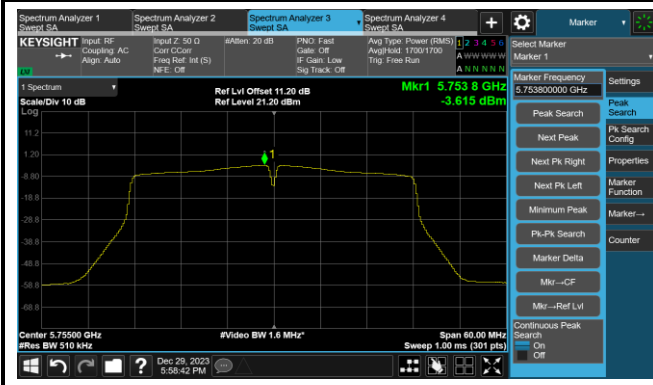 Spectrum Analyzer 1
Swept SA
Spectrum Analyzer 2
Swept SA
Spectrum Analyzer 3
Swept SA
Spectrum Analyzer 4
Swept SA
+
Marker
KEYSIGHT
Input: RF
Coupling: AC
Align: Auto
Input Z: 50 Ω
Corr CCorr
Freq Ref: Int (S)
NFE: Off
#Atten: 20 dB
PNO: Fast
Gate: Off
IF Gain: Low
Sig Track: Off
Avg Type: Power (RMS)
Avg|Hold: 1700/1700
Trig: Free Run
1 2 3 4 5 6
A W W W W W
A N N N N N
Select Marker
Marker 1
LXI
1 Spectrum
Scale/Div 10 dB
Log
Ref Lvl Offset 11.20 dB
Ref Level 21.20 dBm
Mkr1 5.753 8 GHz
-3.615 dBm
11.2
1.20
-8.80
-18.8
-28.8
-38.8
-48.8
-58.8
-68.8
1
Center 5.75500 GHz
#Res BW 510 kHz
#Video BW 1.6 MHz*
Span 60.00 MHz
Sweep 1.00 ms (301 pts)
Marker Frequency
5.753800000 GHz
Peak Search
Next Peak
Next Pk Right
Next Pk Left
Minimum Peak
Pk-Pk Search
Marker Delta
Mkr→CF
Mkr→Ref Lvl
Continuous Peak
Search
On
Off
Settings
Peak
Search
Pk Search
Config
Properties
Marker
Function
Marker→
Counter
?
Dec 29, 2023
5:58:42 PM